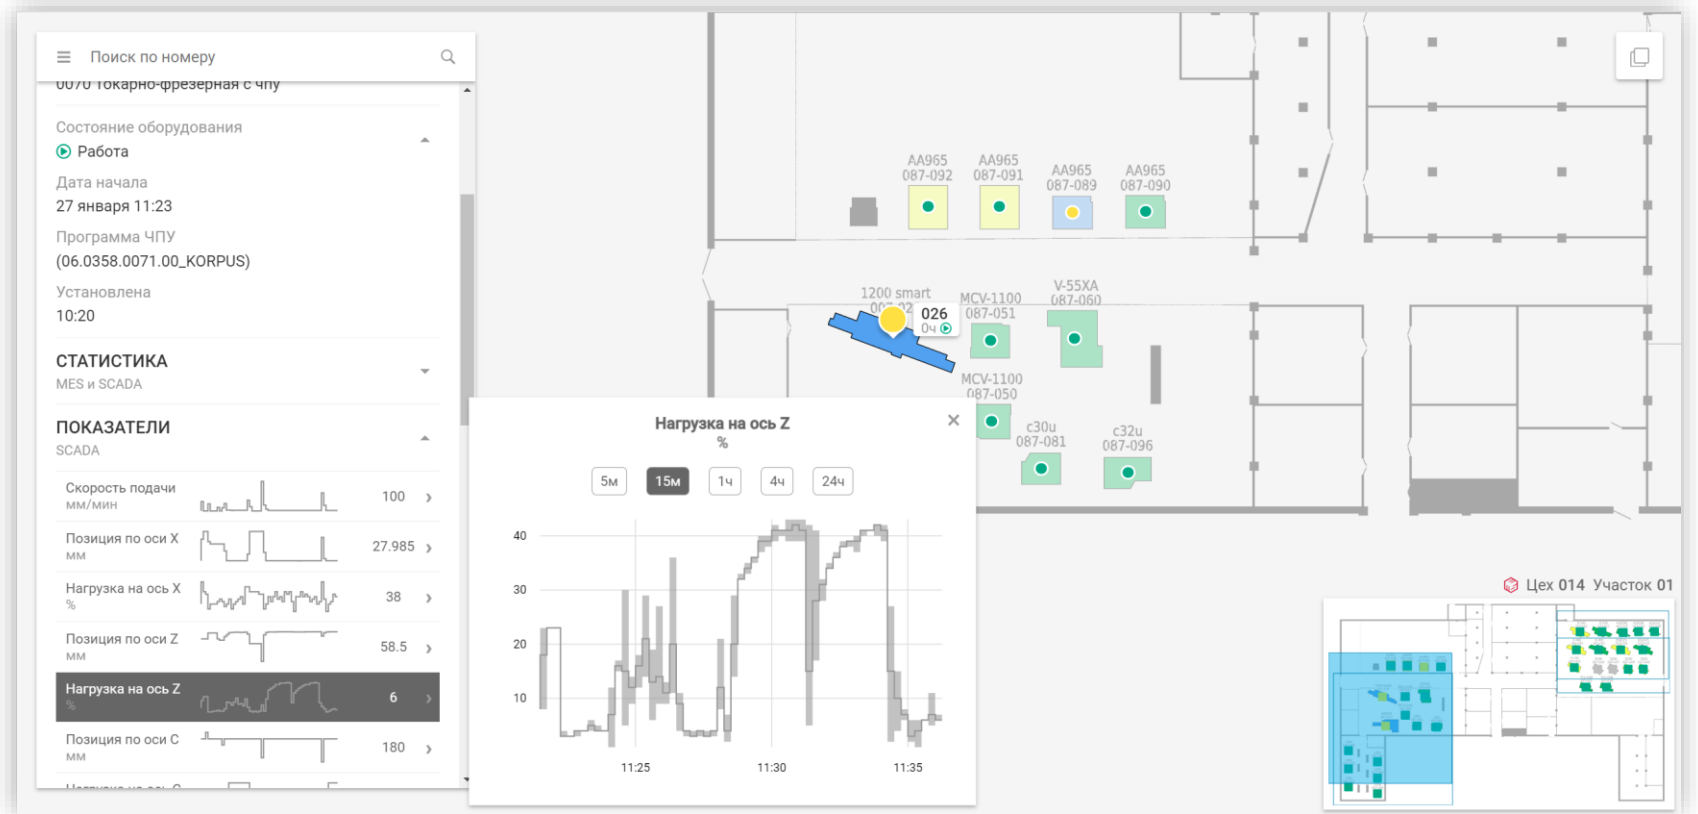 Поиск по номеру
0070 Токарно-фрезерная с чпу
Состояние оборудования
Работа
Дата начала
27 января 11:23
Программа ЧПУ
(06.0358.0071.00_KORPUS)
Установлена
10:20
СТАТИСТИКА
MES и SCADA
ПОКАЗАТЕЛИ
SCADA
Скорость подачи
мм/мин
100
Позиция по оси X
мм
27.985
Нагрузка на ось X
%
38
Позиция по оси Z
мм
58.5
Нагрузка на ось Z
%
6
Позиция по оси C
мм
180
Нагрузка на ось C
Нагрузка на ось Z
%
5м
15м
1ч
4ч
24ч
40
30
20
10
11:25
11:30
11:35
AA965
087-092
AA965
087-091
AA965
087-089
AA965
087-090
1200 smart
026
0ч
MCV-1100
087-051
V-55XA
087-060
MCV-1100
087-050
c30u
087-081
c32u
087-096
Цех 014 Участок 01